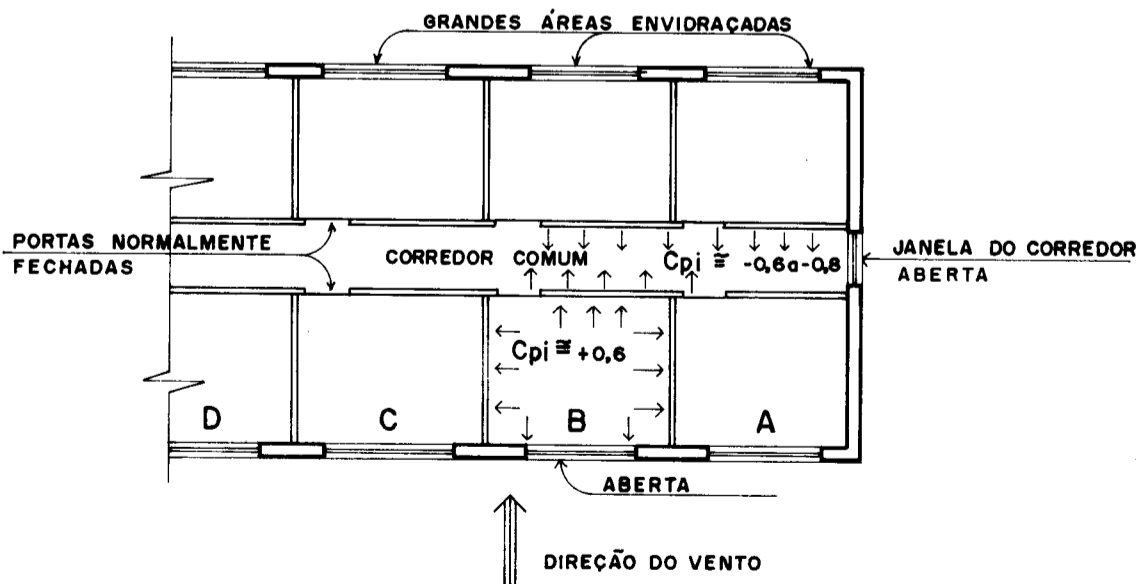 GRANDES ÁREAS ENVIDRAÇADAS
PORTAS NORMALMENTE
FECHADAS
CORREDOR COMUM
Cpi ≅ -0,6 a -0,8
JANELA DO CORREDOR
ABERTA
Cpi ≅ +0,6
D
C
B
A
ABERTA
DIREÇÃO DO VENTO